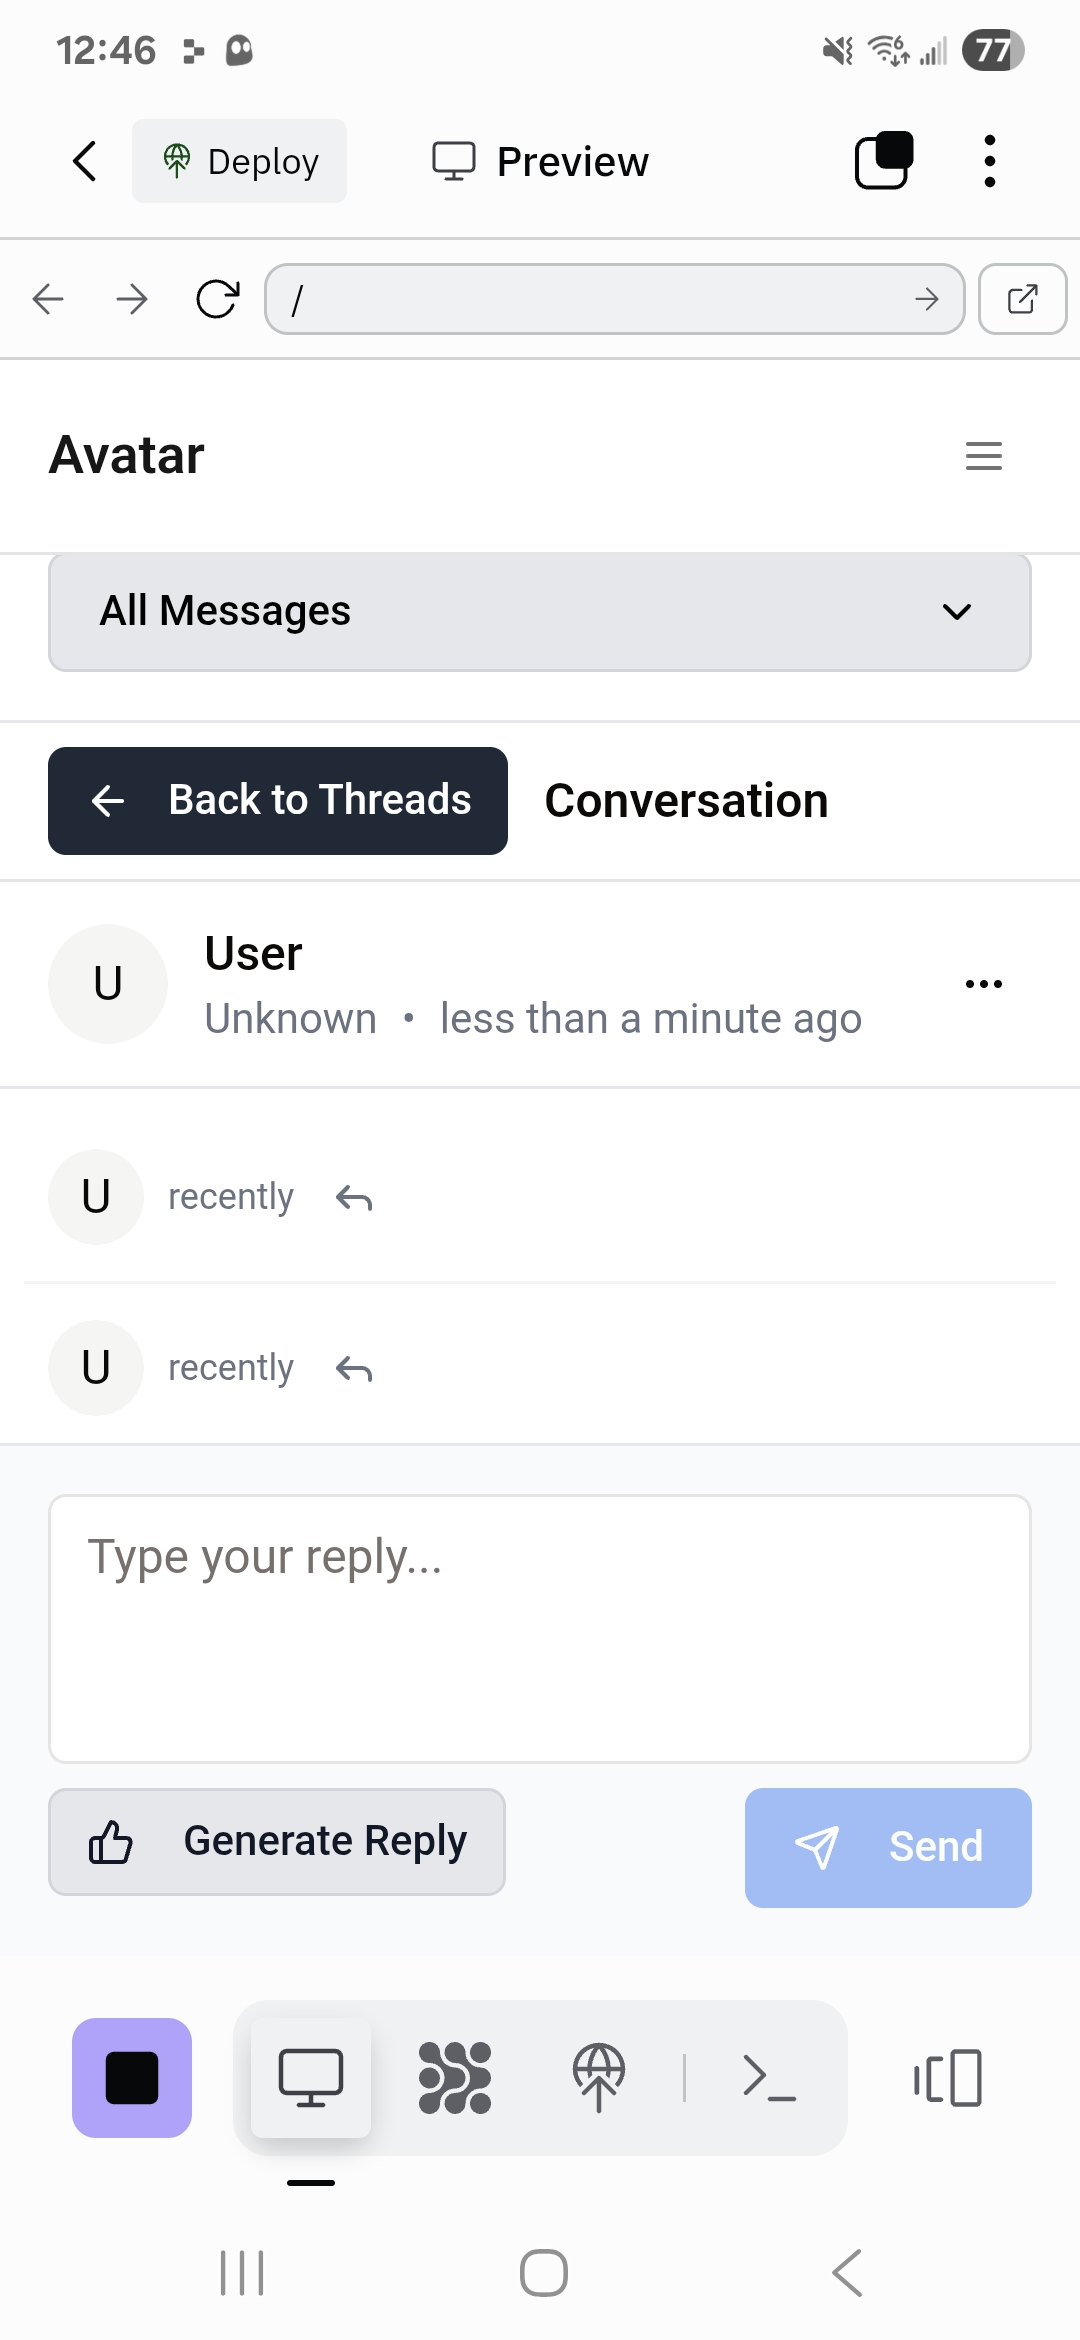 12:46
6
77
Deploy
Preview
/
Avatar
All Messages
Back to Threads
Conversation
U
User
Unknown • less than a minute ago
U
recently
U
recently
Type your reply...
Generate Reply
Send